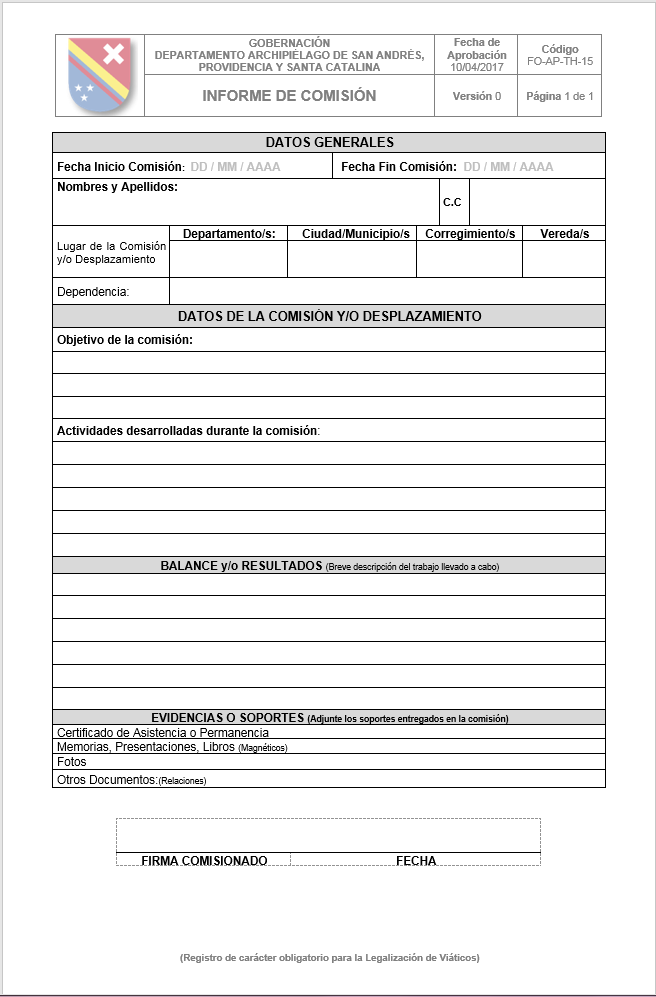 GOBERNACIÓN
DEPARTAMENTO ARCHIPIÉLAGO DE SAN ANDRÉS,
PROVIDENCIA Y SANTA CATALINA
Fecha de
Aprobación
10/04/2017
Código
FO-AP-TH-15
INFORME DE COMISIÓN
Versión 0
Página 1 de 1
DATOS GENERALES
Fecha Inicio Comisión: DD / MM / AAAA
Fecha Fin Comisión: DD / MM / AAAA
Nombres y Apellidos:
C.C
Lugar de la Comisión
y/o Desplazamiento
Departamento/s:
Ciudad/Municipio/s
Corregimiento/s
Vereda/s
Dependencia:
DATOS DE LA COMISIÓN Y/O DESPLAZAMIENTO
Objetivo de la comisión:
Actividades desarrolladas durante la comisión:
BALANCE y/o RESULTADOS (Breve descripción del trabajo llevado a cabo)
EVIDENCIAS O SOPORTES (Adjunte los soportes entregados en la comisión)
Certificado de Asistencia o Permanencia
Memorias, Presentaciones, Libros (Magnéticos)
Fotos
Otros Documentos:(Relaciones)
FIRMA COMISIONADO
FECHA
(Registro de carácter obligatorio para la Legalización de Viáticos)